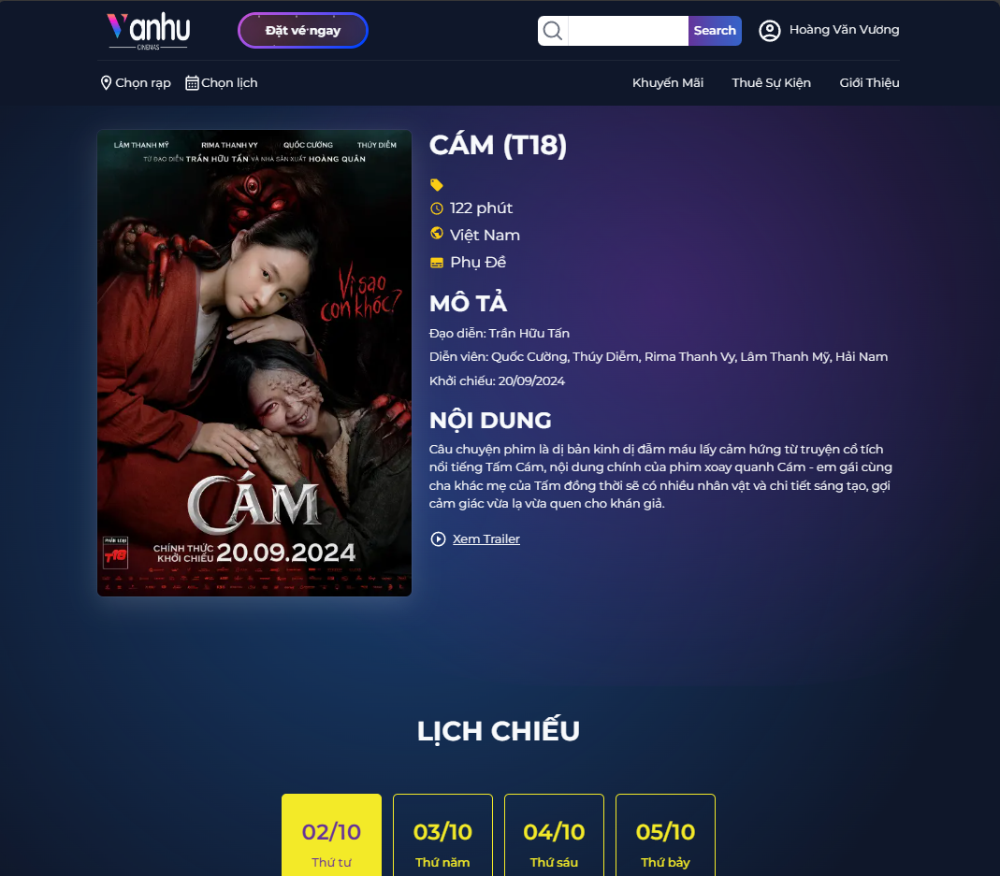 Vanhu
CINEMAS
Đặt vé ngay
Search
Hoàng Văn Vương
Chọn rạp
Chọn lịch
Khuyến Mãi
Thuê Sự Kiện
Giới Thiệu
LÂM THANH MỸ RIMA THANH VY QUỐC CƯỜNG THÚY DIỄM
TỪ ĐẠO DIỄN TRẦN HỮU TẤN VÀ NHÀ SẢN XUẤT HOÀNG QUÂN
Vì sao
con khóc?
CÁM
PHÂN LOẠI
T18
CHÍNH THỨC
KHỞI CHIẾU 20.09.2024
CÁM (T18)
122 phút
Việt Nam
Phụ Đề
MÔ TẢ
Đạo diễn: Trần Hữu Tấn
Diễn viên: Quốc Cường, Thúy Diễm, Rima Thanh Vy, Lâm Thanh Mỹ, Hải Nam
Khởi chiếu: 20/09/2024
NỘI DUNG
Câu chuyện phim là dị bản kinh dị đẫm máu lấy cảm hứng từ truyện cổ tích
nổi tiếng Tấm Cám, nội dung chính của phim xoay quanh Cám - em gái cùng
cha khác mẹ của Tấm đồng thời sẽ có nhiều nhân vật và chi tiết sáng tạo, gợi
cảm giác vừa lạ vừa quen cho khán giả.
Xem Trailer
LỊCH CHIẾU
02/10 03/10 04/10 05/10
Thứ tư Thứ năm Thứ sáu Thứ bảy